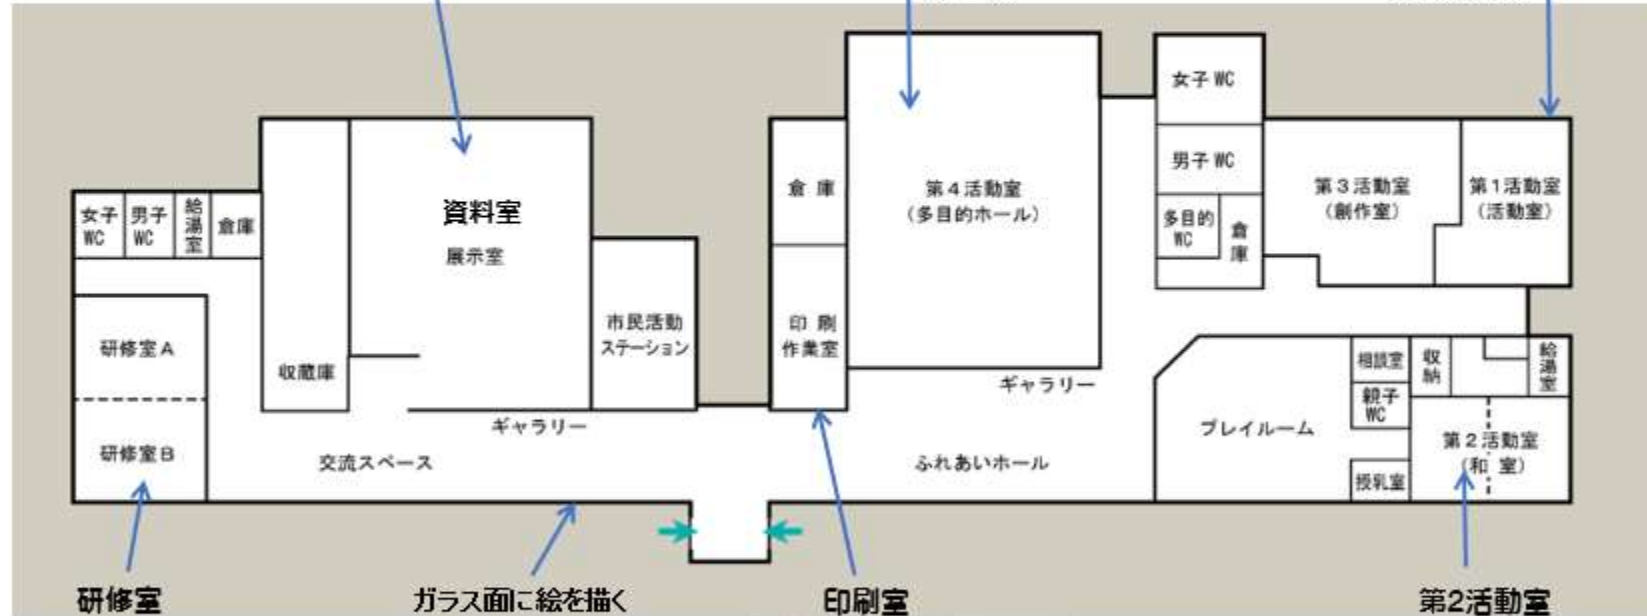 女子 WC
男子 WC
多目的
WC
倉庫
倉 庫
第４活動室
（多目的ホール）
第３活動室
（創作室）
第１活動室
（活動室）
女子
WC
男子
WC
給湯室
倉庫
資料室
展示室
市民活動
ステーション
印 刷
作業室
研修室Ａ
収蔵庫
研修室Ｂ
ギャラリー
交流スペース
ギャラリー
ふれあいホール
プレイルーム
相談室
収納
給湯室
親子
WC
第２活動室
（和 室）
授乳室
研修室
ガラス面に絵を描く
印刷室
第2活動室